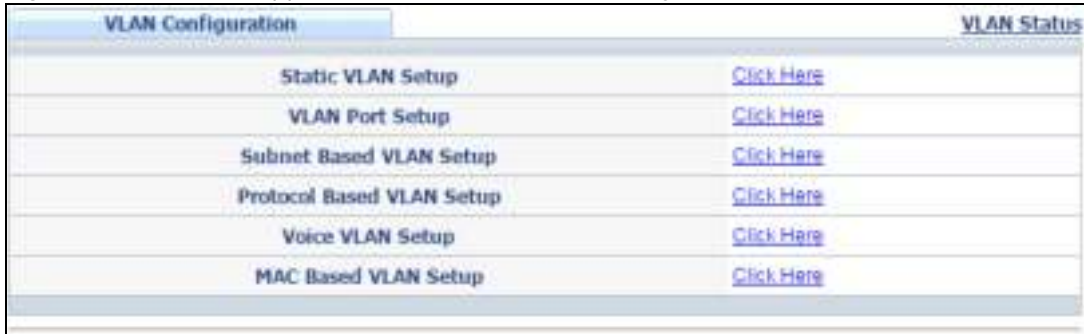 VLAN Configuration VLAN Status
Static VLAN Setup Click Here
VLAN Port Setup Click Here
Subnet Based VLAN Setup Click Here
Protocol Based VLAN Setup Click Here
Voice VLAN Setup Click Here
MAC Based VLAN Setup Click Here